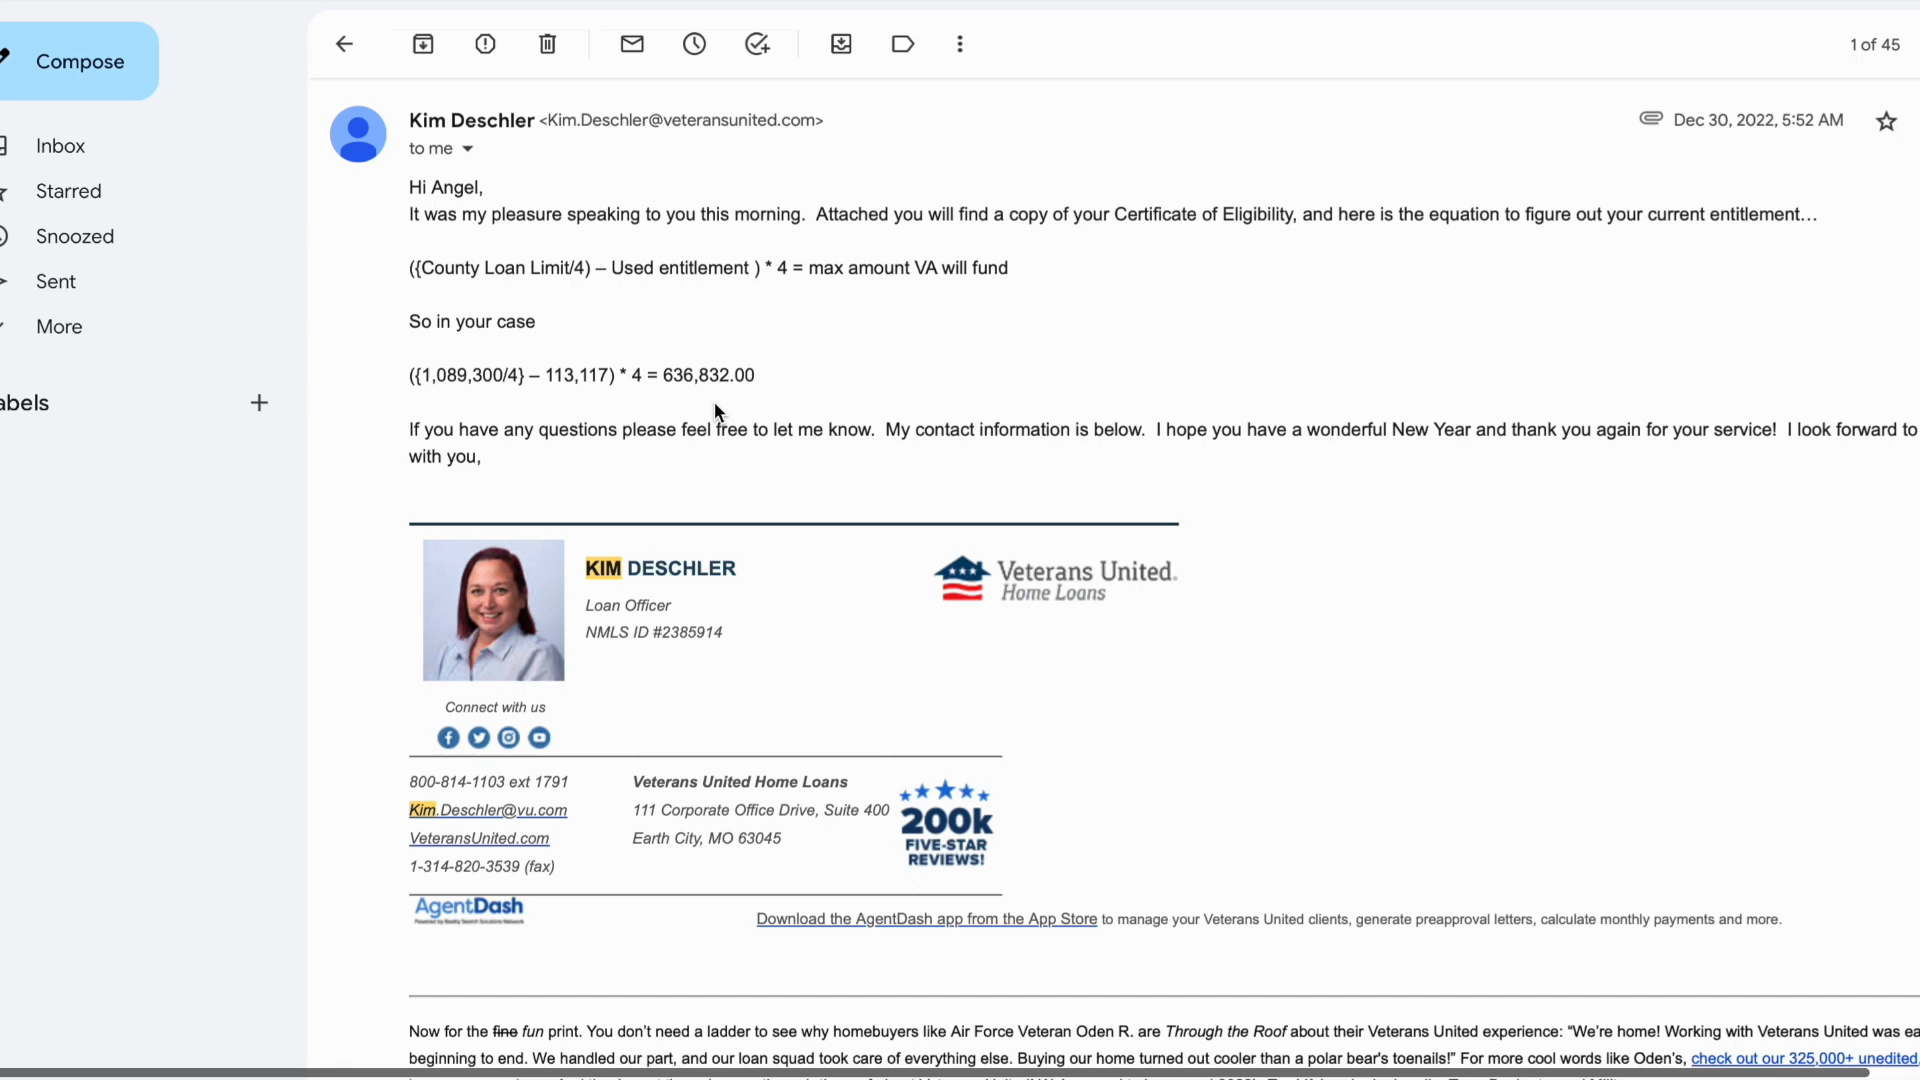 Compose
1 of 45
Inbox
Starred
Snoozed
Sent
More
abels
Kim Deschler <Kim.Deschler@veteransunited.com>
Dec 30, 2022, 5:52 AM
to me
Hi Angel,
It was my pleasure speaking to you this morning.  Attached you will find a copy of your Certificate of Eligibility, and here is the equation to figure out your current entitlement…
({County Loan Limit/4) – Used entitlement ) * 4 = max amount VA will fund
So in your case
({1,089,300/4} – 113,117) * 4 = 636,832.00
If you have any questions please feel free to let me know.  My contact information is below.  I hope you have a wonderful New Year and thank you again for your service!  I look forward to
with you,
KIM DESCHLER
Loan Officer
NMLS ID #2385914
Veterans United.
Home Loans
Connect with us
800-814-1103 ext 1791
Kim.Deschler@vu.com
VeteransUnited.com
1-314-820-3539 (fax)
Veterans United Home Loans
111 Corporate Office Drive, Suite 400
Earth City, MO 63045
200k
FIVE-STAR
REVIEWS!
AgentDash
Download the AgentDash app from the App Store to manage your Veterans United clients, generate preapproval letters, calculate monthly payments and more.
Now for the fine fun print. You don't need a ladder to see why homebuyers like Air Force Veteran Oden R. are Through the Roof about their Veterans United experience: "We're home! Working with Veterans United was ea
beginning to end. We handled our part, and our loan squad took care of everything else. Buying our home turned out cooler than a polar bear's toenails!" For more cool words like Oden's, check out our 325,000+ unedited